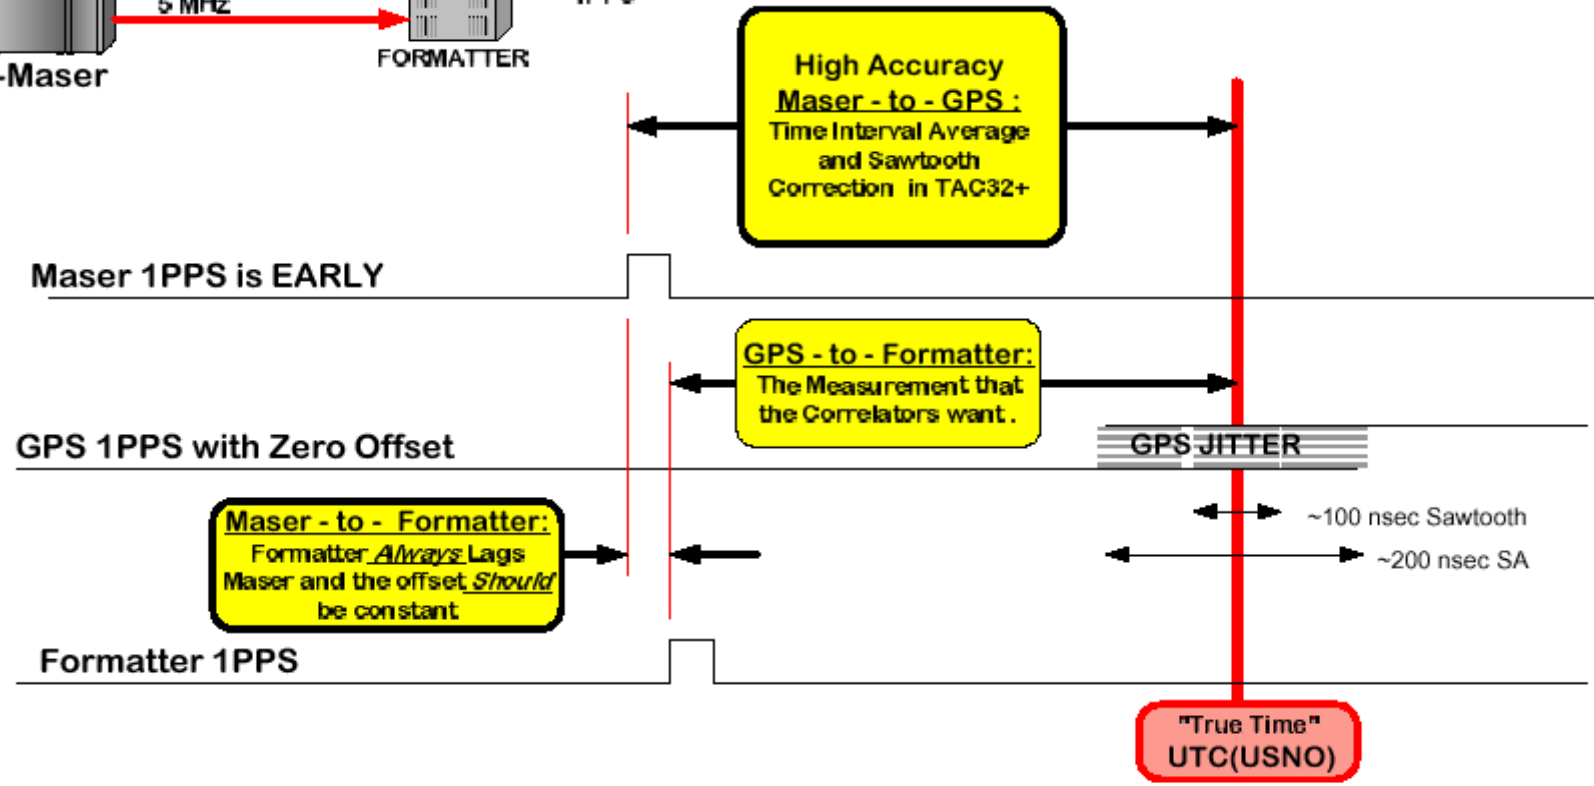 5 MHz
FORMATTER
-Maser
High Accuracy
Maser - to - GPS :
Time Interval Average
and Sawtooth
Correction in TAC32+
Maser 1PPS is EARLY
GPS - to - Formatter:
The Measurement that
the Correlators want .
GPS 1PPS with Zero Offset
GPS JITTER
~100 nsec Sawtooth
~200 nsec SA
Maser - to - Formatter:
Formatter Always Lags
Maser and the offset Should
be constant
Formatter 1PPS
"True Time"
UTC(USNO)